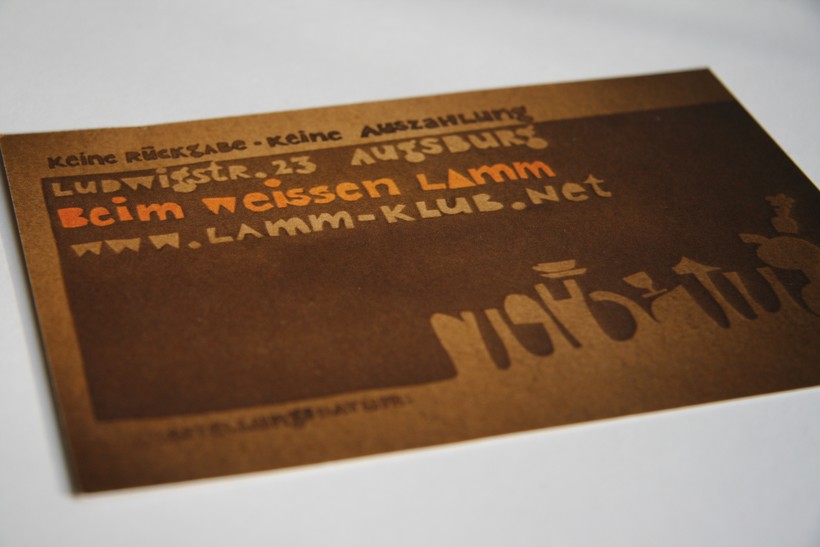 Keine Rückgabe - Keine Auszahlung
Ludwigstr. 23 Augsburg
Beim weissen Lamm
www.lamm-klub.net